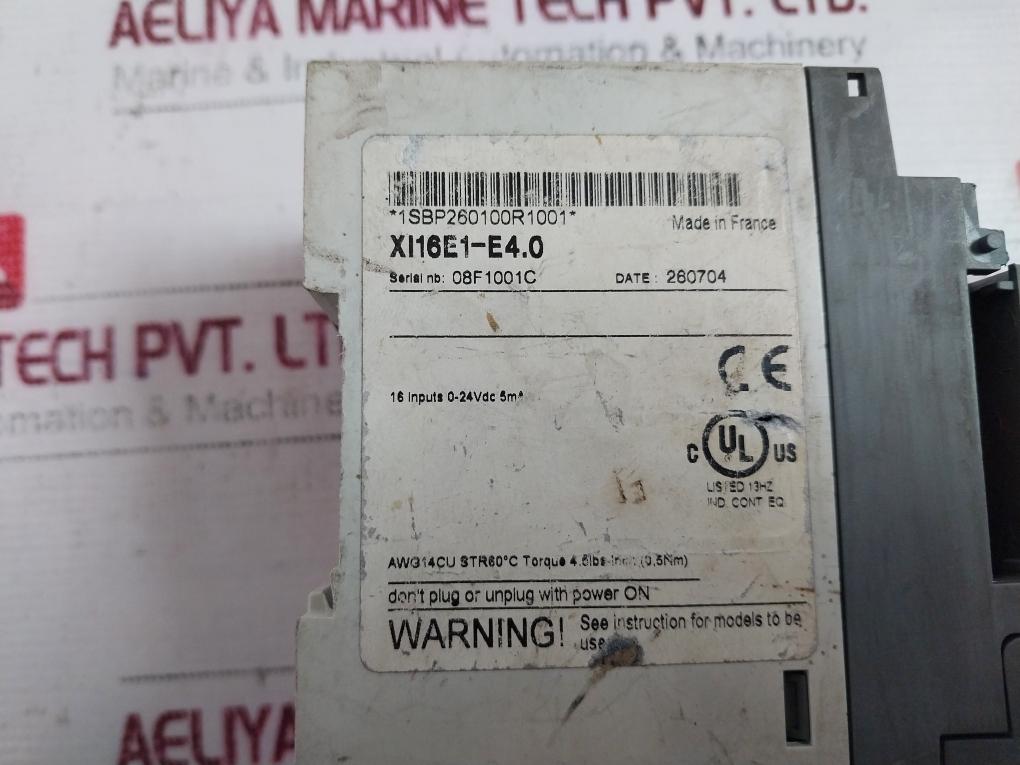 AELIYA MARINE TECH PVT. LTD.
Marine & Industrial Automation & Machinery
*1SBP260100R1001*
Made in France
XI16E1-E4.0
Serial nb: 08F1001C DATE: 260704
TECH PVT. LT
omation & Machine
CE
16 Inputs 0-24Vdc 5mA
C UL US
LISTED 13HZ
IND. CONT EQ
AWG14CU STR60°C Torque 4.5lbs-inch (0,5Nm)
don't plug or unplug with power ON
WARNING! See instruction for models to be
use
AELIYA